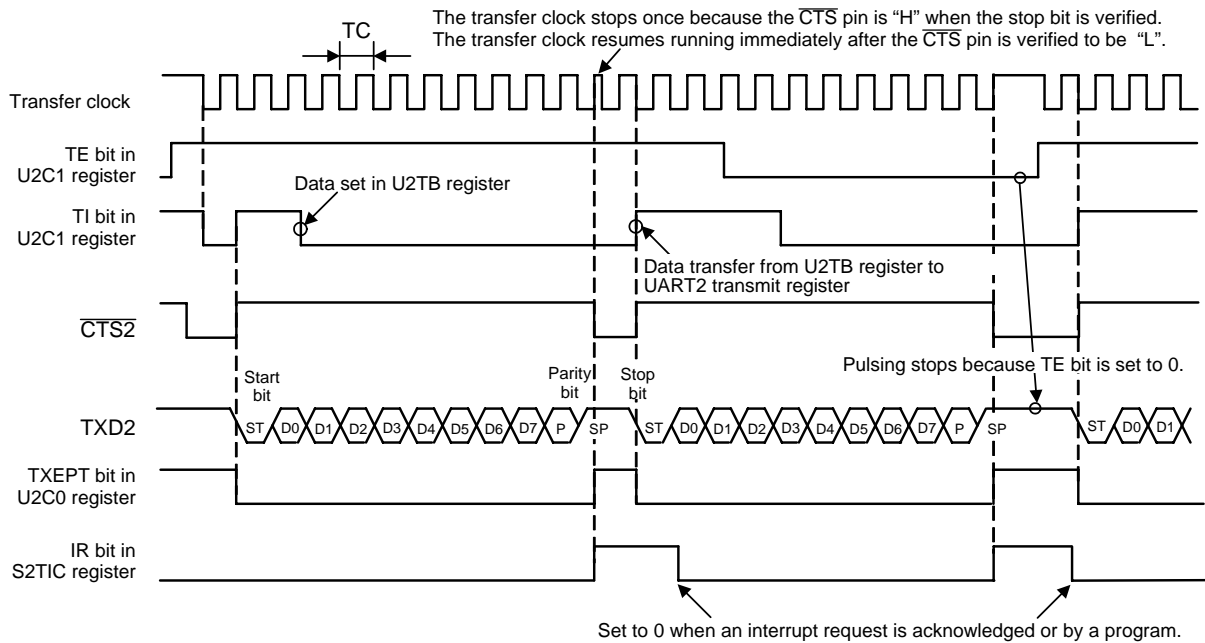 The transfer clock stops once because the CTS pin is “H” when the stop bit is verified.
The transfer clock resumes running immediately after the CTS pin is verified to be “L”.
TC
Transfer clock
TE bit in
U2C1 register
Data set in U2TB register
TI bit in
U2C1 register
Data transfer from U2TB register to
UART2 transmit register
CTS2
Pulsing stops because TE bit is set to 0.
Start
bit
Parity
bit
Stop
bit
TXD2
ST D0 D1 D2 D3 D4 D5 D6 D7 P SP ST D0 D1 D2 D3 D4 D5 D6 D7 P SP ST D0 D1
TXEPT bit in
U2C0 register
IR bit in
S2TIC register
Set to 0 when an interrupt request is acknowledged or by a program.